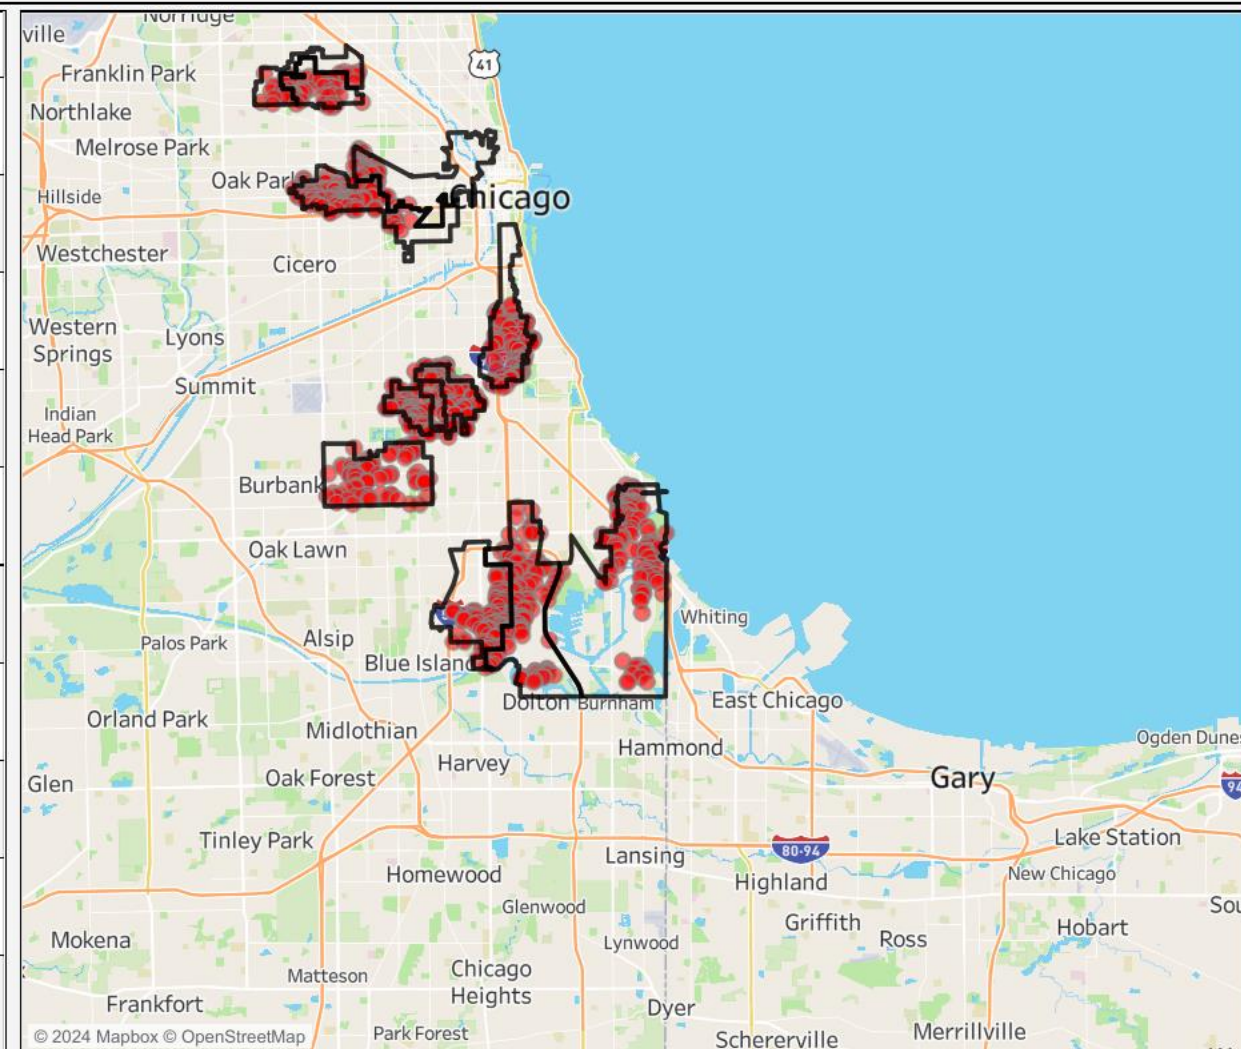 Norridge
ville
41
Franklin Park
Northlake
Melrose Park
Oak Park
Hillside
Chicago
Westchester
Cicero
Western
Springs
Lyons
Summit
Indian
Head Park
Burbank
Oak Lawn
Whiting
Palos Park
Alsip
Blue Island
Dolton
Burnham
East Chicago
Orland Park
Midlothian
Hammond
Ogden Dunes
Harvey
Glen
Oak Forest
Gary
94
Tinley Park
Lake Station
80-94
Lansing
New Chicago
Homewood
Highland
Glenwood
Sou
Griffith
Hobart
Mokena
Lynwood
Ross
Matteson
Chicago
Heights
Frankfort
Dyer
© 2024 Mapbox © OpenStreetMap
Park Forest
Schererville
Merrillville